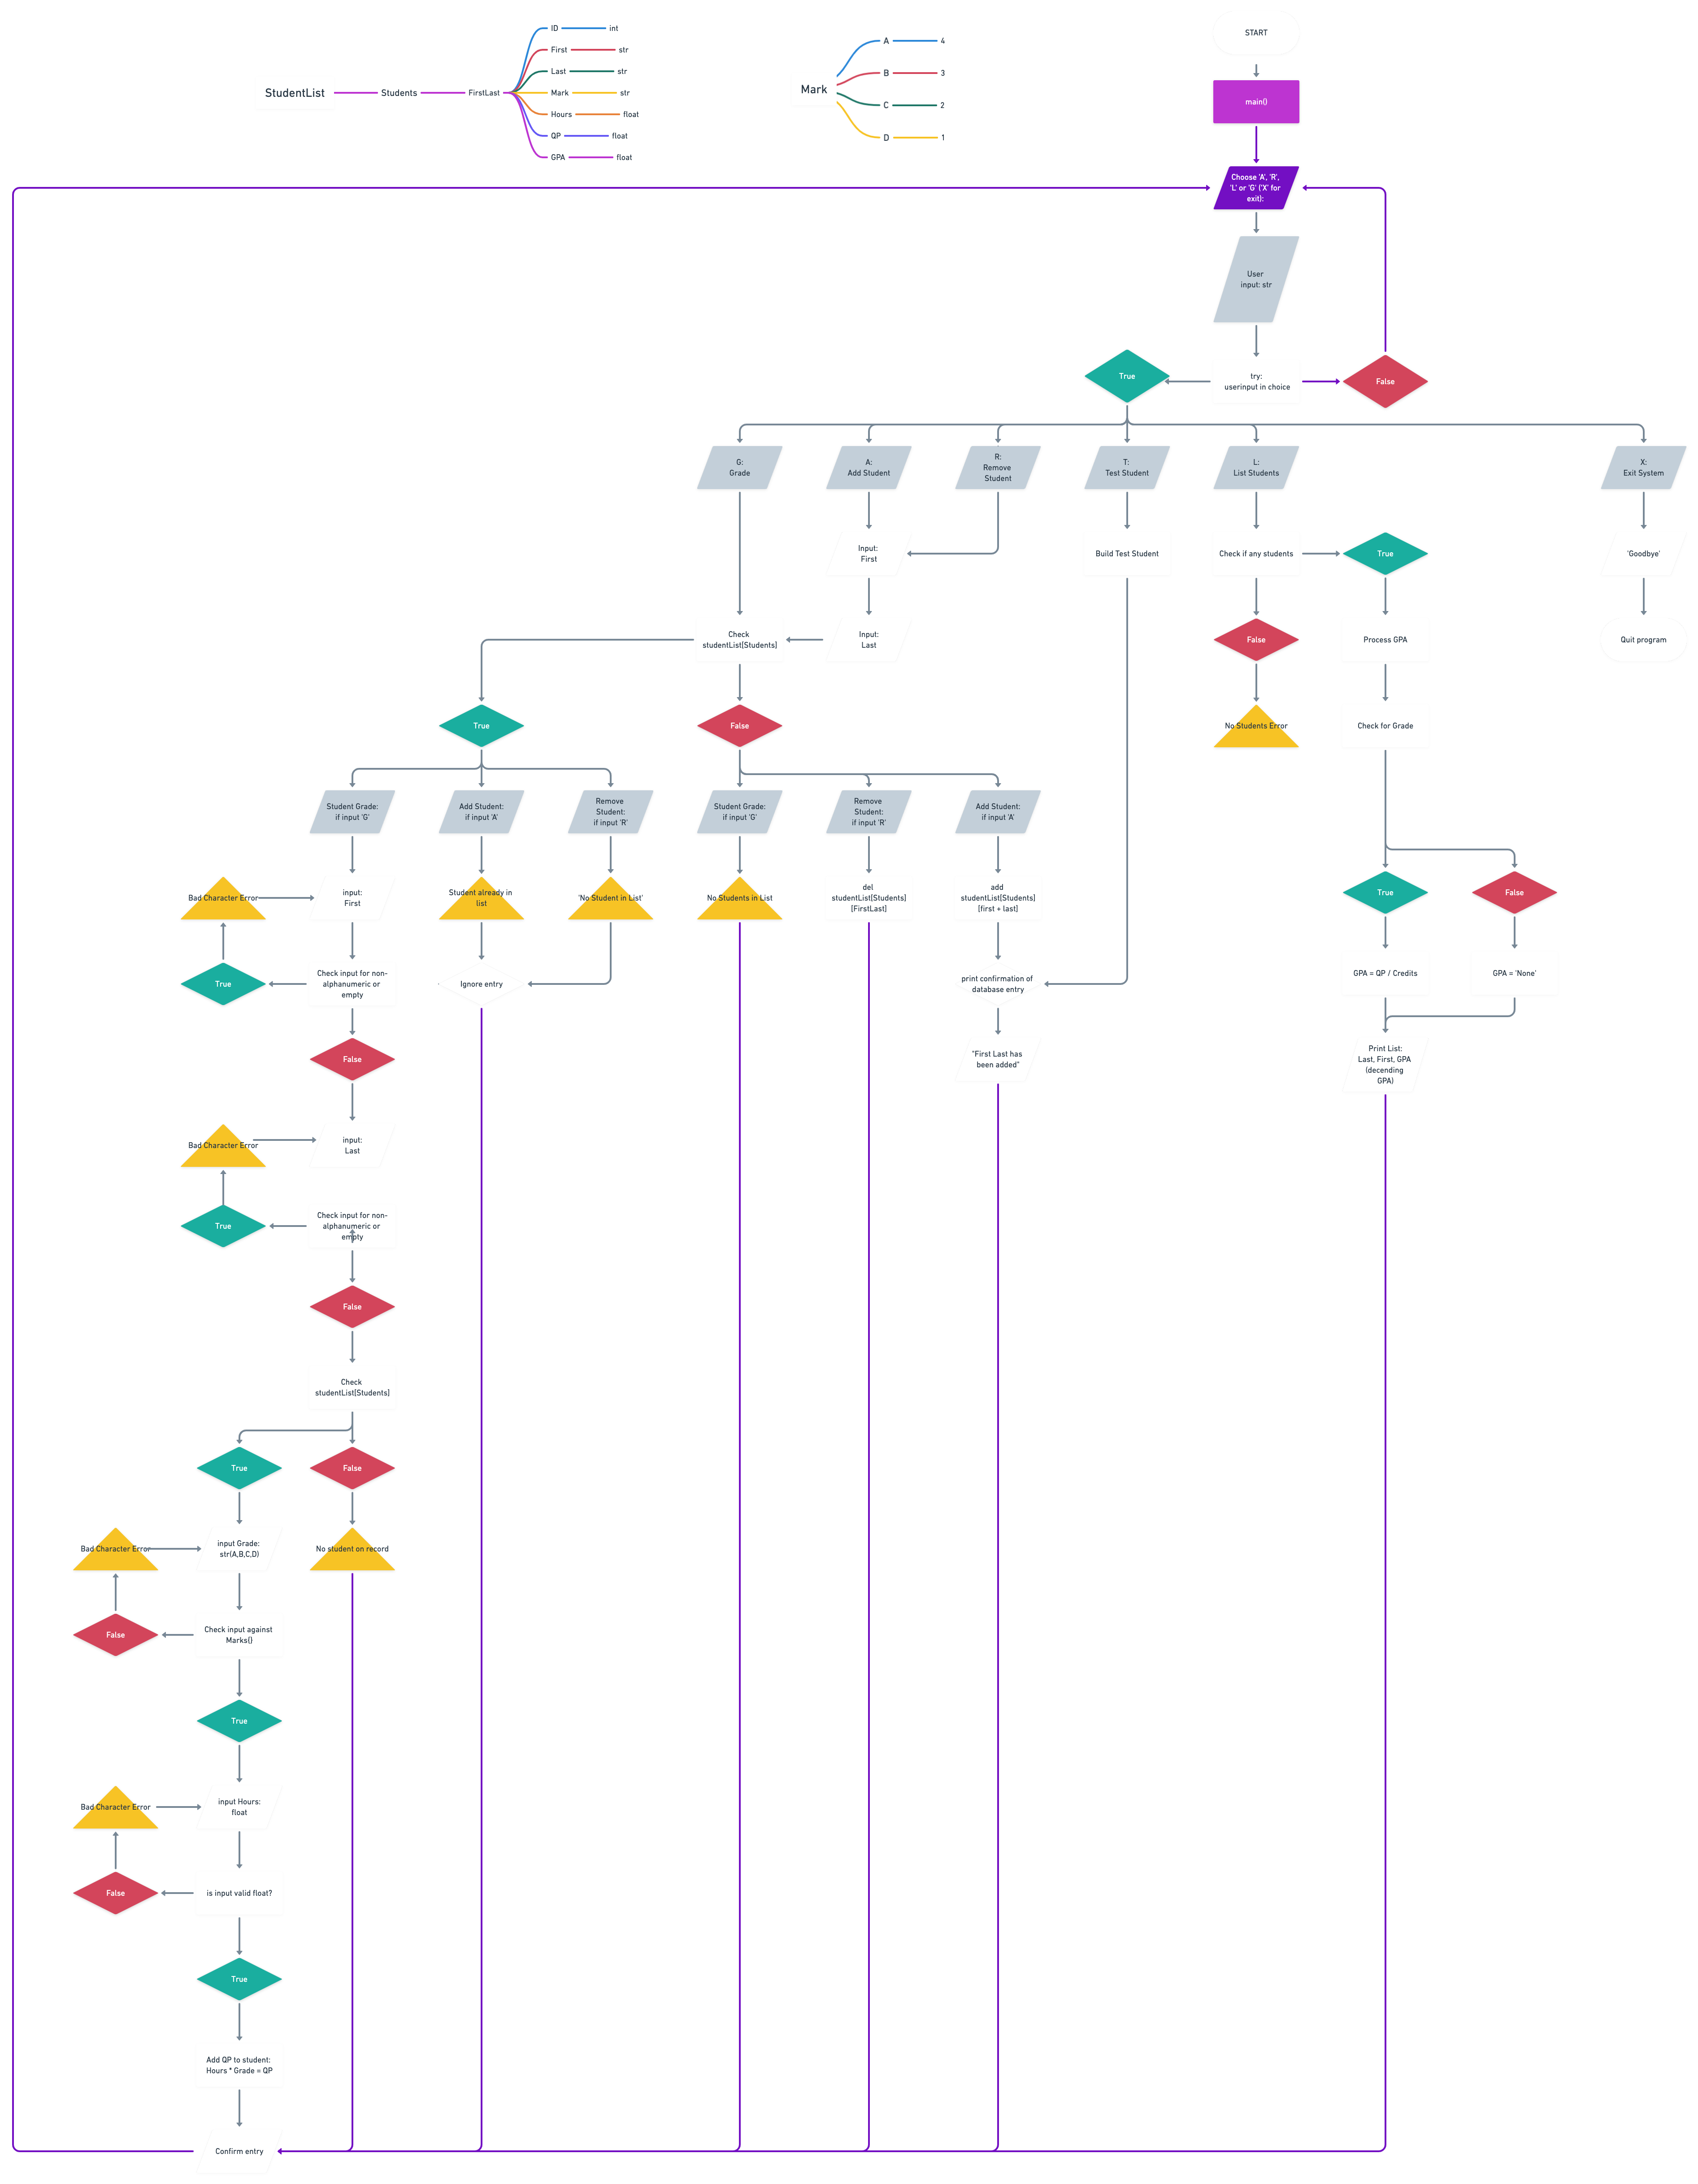 StudentList
Students
FirstLast
ID
int
First
str
Last
str
Mark
str
Hours
float
QP
float
GPA
float
Mark
A
4
B
3
C
2
D
1
START
main()
Choose 'A', 'R',
'L' or 'G' ('X' for
exit):
User
input: str
True
try:
userinput in choice
False
G:
Grade
A:
Add Student
R:
Remove
Student
T:
Test Student
L:
List Students
X:
Exit System
Input:
First
Build Test Student
Check if any students
True
'Goodbye'
Check
studentList[Students]
Input:
Last
False
Process GPA
Quit program
True
False
No Students Error
Check for Grade
Student Grade:
if input 'G'
Add Student:
if input 'A'
Remove
Student:
if input 'R'
Student Grade:
if input 'G'
Remove
Student:
if input 'R'
Add Student:
if input 'A'
Bad Character Error
input:
First
Student already in
list
'No Student in List'
No Students in List
del
studentList[Students]
[FirstLast]
add
studentList[Students]
[first + last]
True
False
True
Check input for non-
alphanumeric or
empty
Ignore entry
print confirmation of
database entry
GPA = QP / Credits
GPA = 'None'
False
"First Last has
been added"
Print List:
Last, First, GPA
(decending
GPA)
Bad Character Error
input:
Last
True
Check input for non-
alphanumeric or
empty
False
Check
studentList[Students]
True
False
Bad Character Error
input Grade:
str(A,B,C,D)
No student on record
False
Check input against
Marks{}
True
Bad Character Error
input Hours:
float
False
is input valid float?
True
Add QP to student:
Hours * Grade = QP
Confirm entry